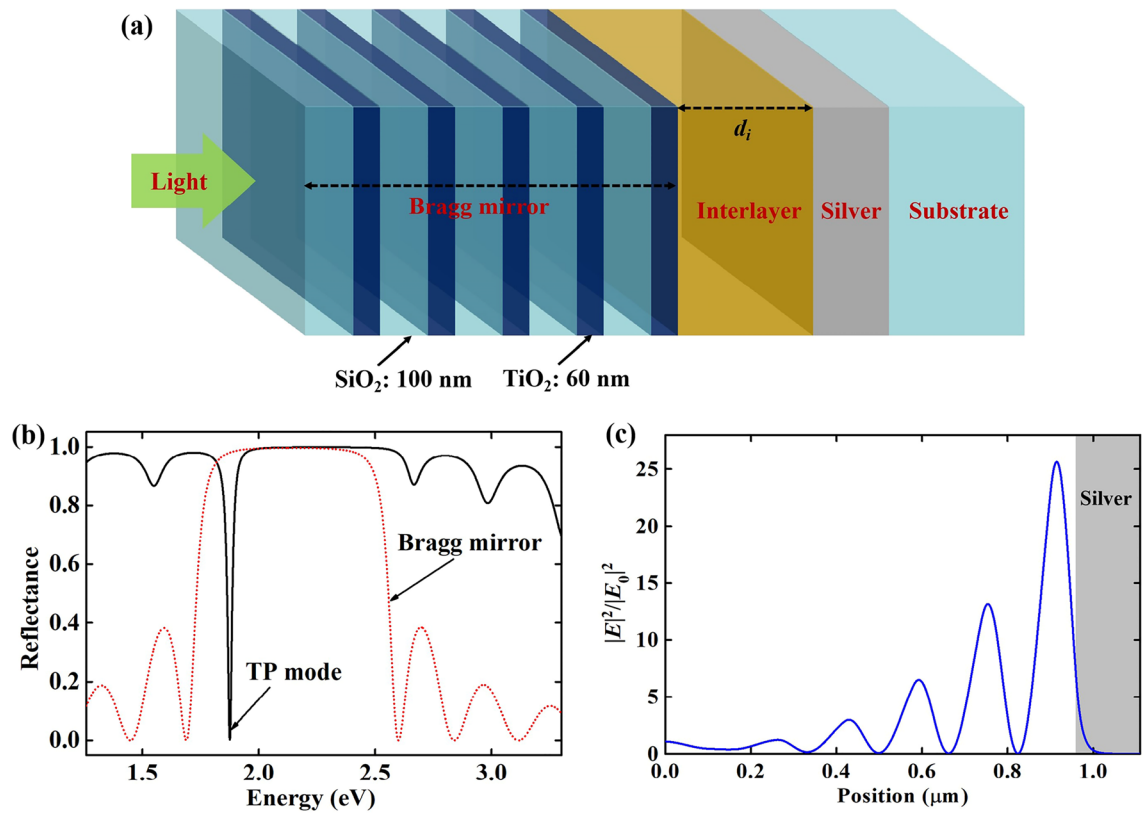 (a)
Light
Bragg mirror
d_i
Interlayer
Silver
Substrate
SiO₂: 100 nm
TiO₂: 60 nm
(b)
1.0
0.8
0.6
0.4
0.2
0.0
Reflectance
Bragg mirror
TP mode
1.5
2.0
2.5
3.0
Energy (eV)
(c)
25
20
15
10
5
0
|E|²/|E₀|²
Silver
0.0
0.2
0.4
0.6
0.8
1.0
Position (μm)